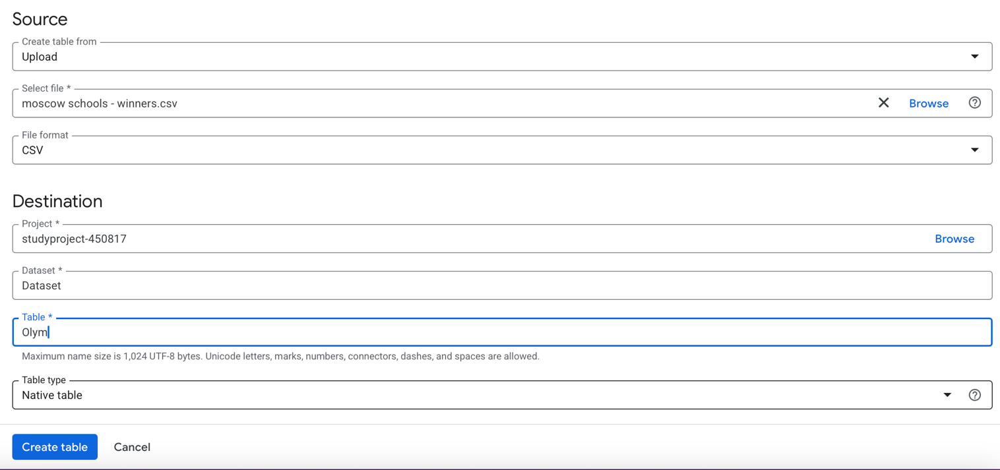 Source
Create table from
Upload
Select file *
moscow schools - winners.csv
Browse
File format
CSV
Destination
Project *
studyproject-450817
Browse
Dataset *
Dataset
Table *
Olym
Maximum name size is 1,024 UTF-8 bytes. Unicode letters, marks, numbers, connectors, dashes, and spaces are allowed.
Table type
Native table
Create table Cancel